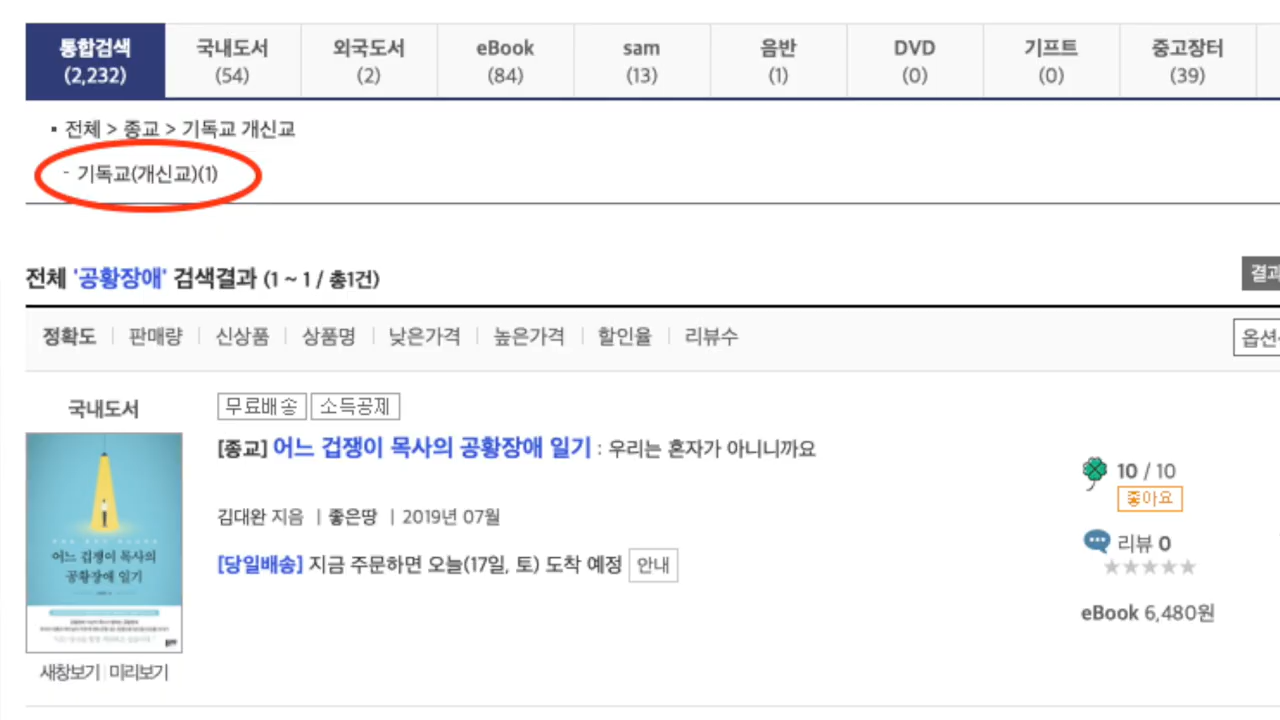 통합검색 국내도서 외국도서 eBook sam 음반 DVD 기프트 중고장터
(2,232) (54) (2) (84) (13) (1) (0) (0) (39)
▪ 전체 > 종교 > 기독교 개신교
- 기독교(개신교)(1)
전체 '공황장애' 검색결과 (1 ~ 1 / 총1건)
결과
정확도 | 판매량 | 신상품 | 상품명 | 낮은가격 | 높은가격 | 할인율 | 리뷰수
옵션
국내도서
무료배송 소득공제
[종교] 어느 겁쟁이 목사의 공황장애 일기 : 우리는 혼자가 아니니까요
김대완 지음 | 좋은땅 | 2019년 07월
[당일배송] 지금 주문하면 오늘(17일, 토) 도착 예정 안내
어느 겁쟁이 목사의
공황장애 일기
새창보기 | 미리보기
10 / 10
좋아요
리뷰 0
eBook 6,480원